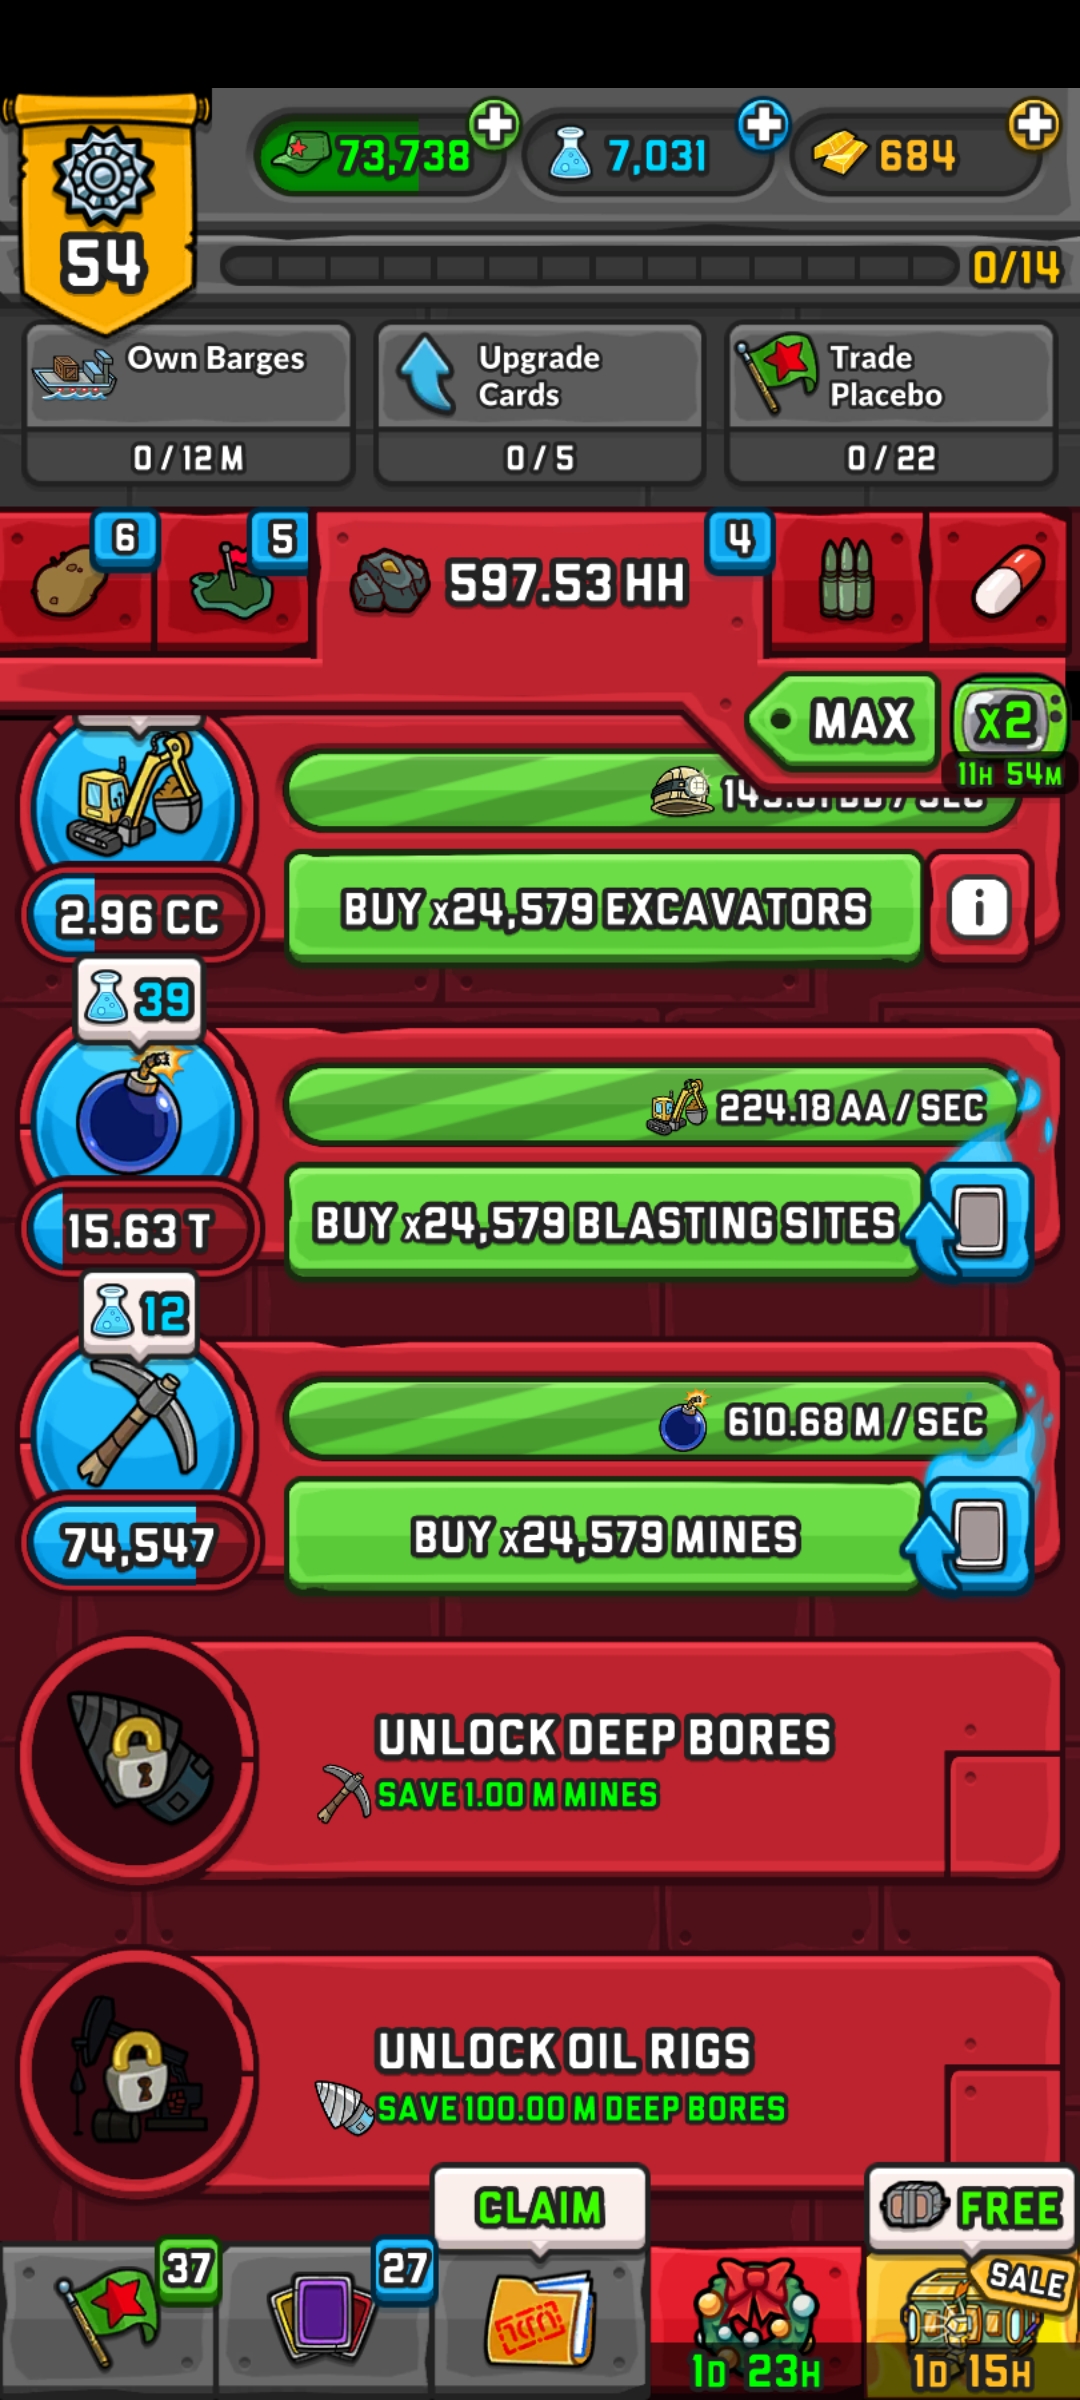 54
73,738
7,031
684
0/14
Own Barges
0 / 12 M
Upgrade
Cards
0 / 5
Trade
Placebo
0 / 22
6
5
597.53 HH
4
MAX
x2
11H 54M
/ SEC
2.96 CC
BUY x24,579 EXCAVATORS
i
39
224.18 AA / SEC
15.63 T
BUY x24,579 BLASTING SITES
12
610.68 M / SEC
74,547
BUY x24,579 MINES
UNLOCK DEEP BORES
SAVE 1.00 M MINES
UNLOCK OIL RIGS
SAVE 100.00 M DEEP BORES
CLAIM
FREE
37
27
SALE
1D 23H
1D 15H